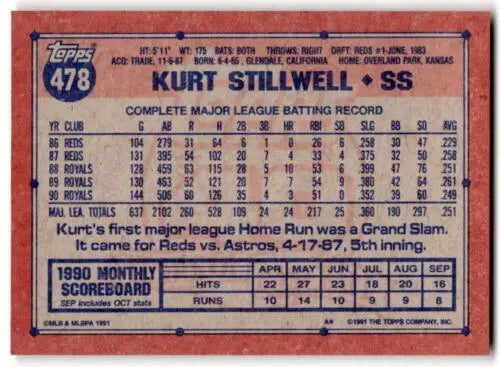 Topps
478
HT: 5'11" WT: 175 BATS: BOTH THROWS: RIGHT DRFT: REDS #1-JUNE, 1983
ACQ: TRADE, 11-6-87 BORN: 6-4-65, GLENDALE, CALIFORNIA HOME: OVERLAND PARK, KANSAS
KURT STILLWELL ◆ SS
COMPLETE MAJOR LEAGUE BATTING RECORD
YR CLUB G AB R H 2B 3B HR RBI SB SLG BB SO AVG
86 REDS 104 279 31 64 6 1 0 26 6 .258 30 47 .229
87 REDS 131 395 54 102 20 7 4 33 4 .375 32 50 .258
88 ROYALS 128 459 63 115 28 5 10 53 6 .399 47 76 .251
89 ROYALS 130 463 52 121 20 7 7 54 9 .380 42 64 .261
90 ROYALS 144 506 60 126 35 4 3 51 0 .352 39 60 .249
MAJ. LEA. TOTALS 637 2102 260 528 109 24 24 217 25 .360 190 297 .251
Kurt's first major league Home Run was a Grand Slam.
It came for Reds vs. Astros, 4-17-87, 5th inning.
1990 MONTHLY SCOREBOARD
SEP includes OCT stats
APR MAY JUN JUL AUG SEP
HITS 22 27 23 18 20 16
RUNS 10 14 10 9 9 8
©MLB & MLBPA 1991 A* ©1991 THE TOPPS COMPANY, INC.